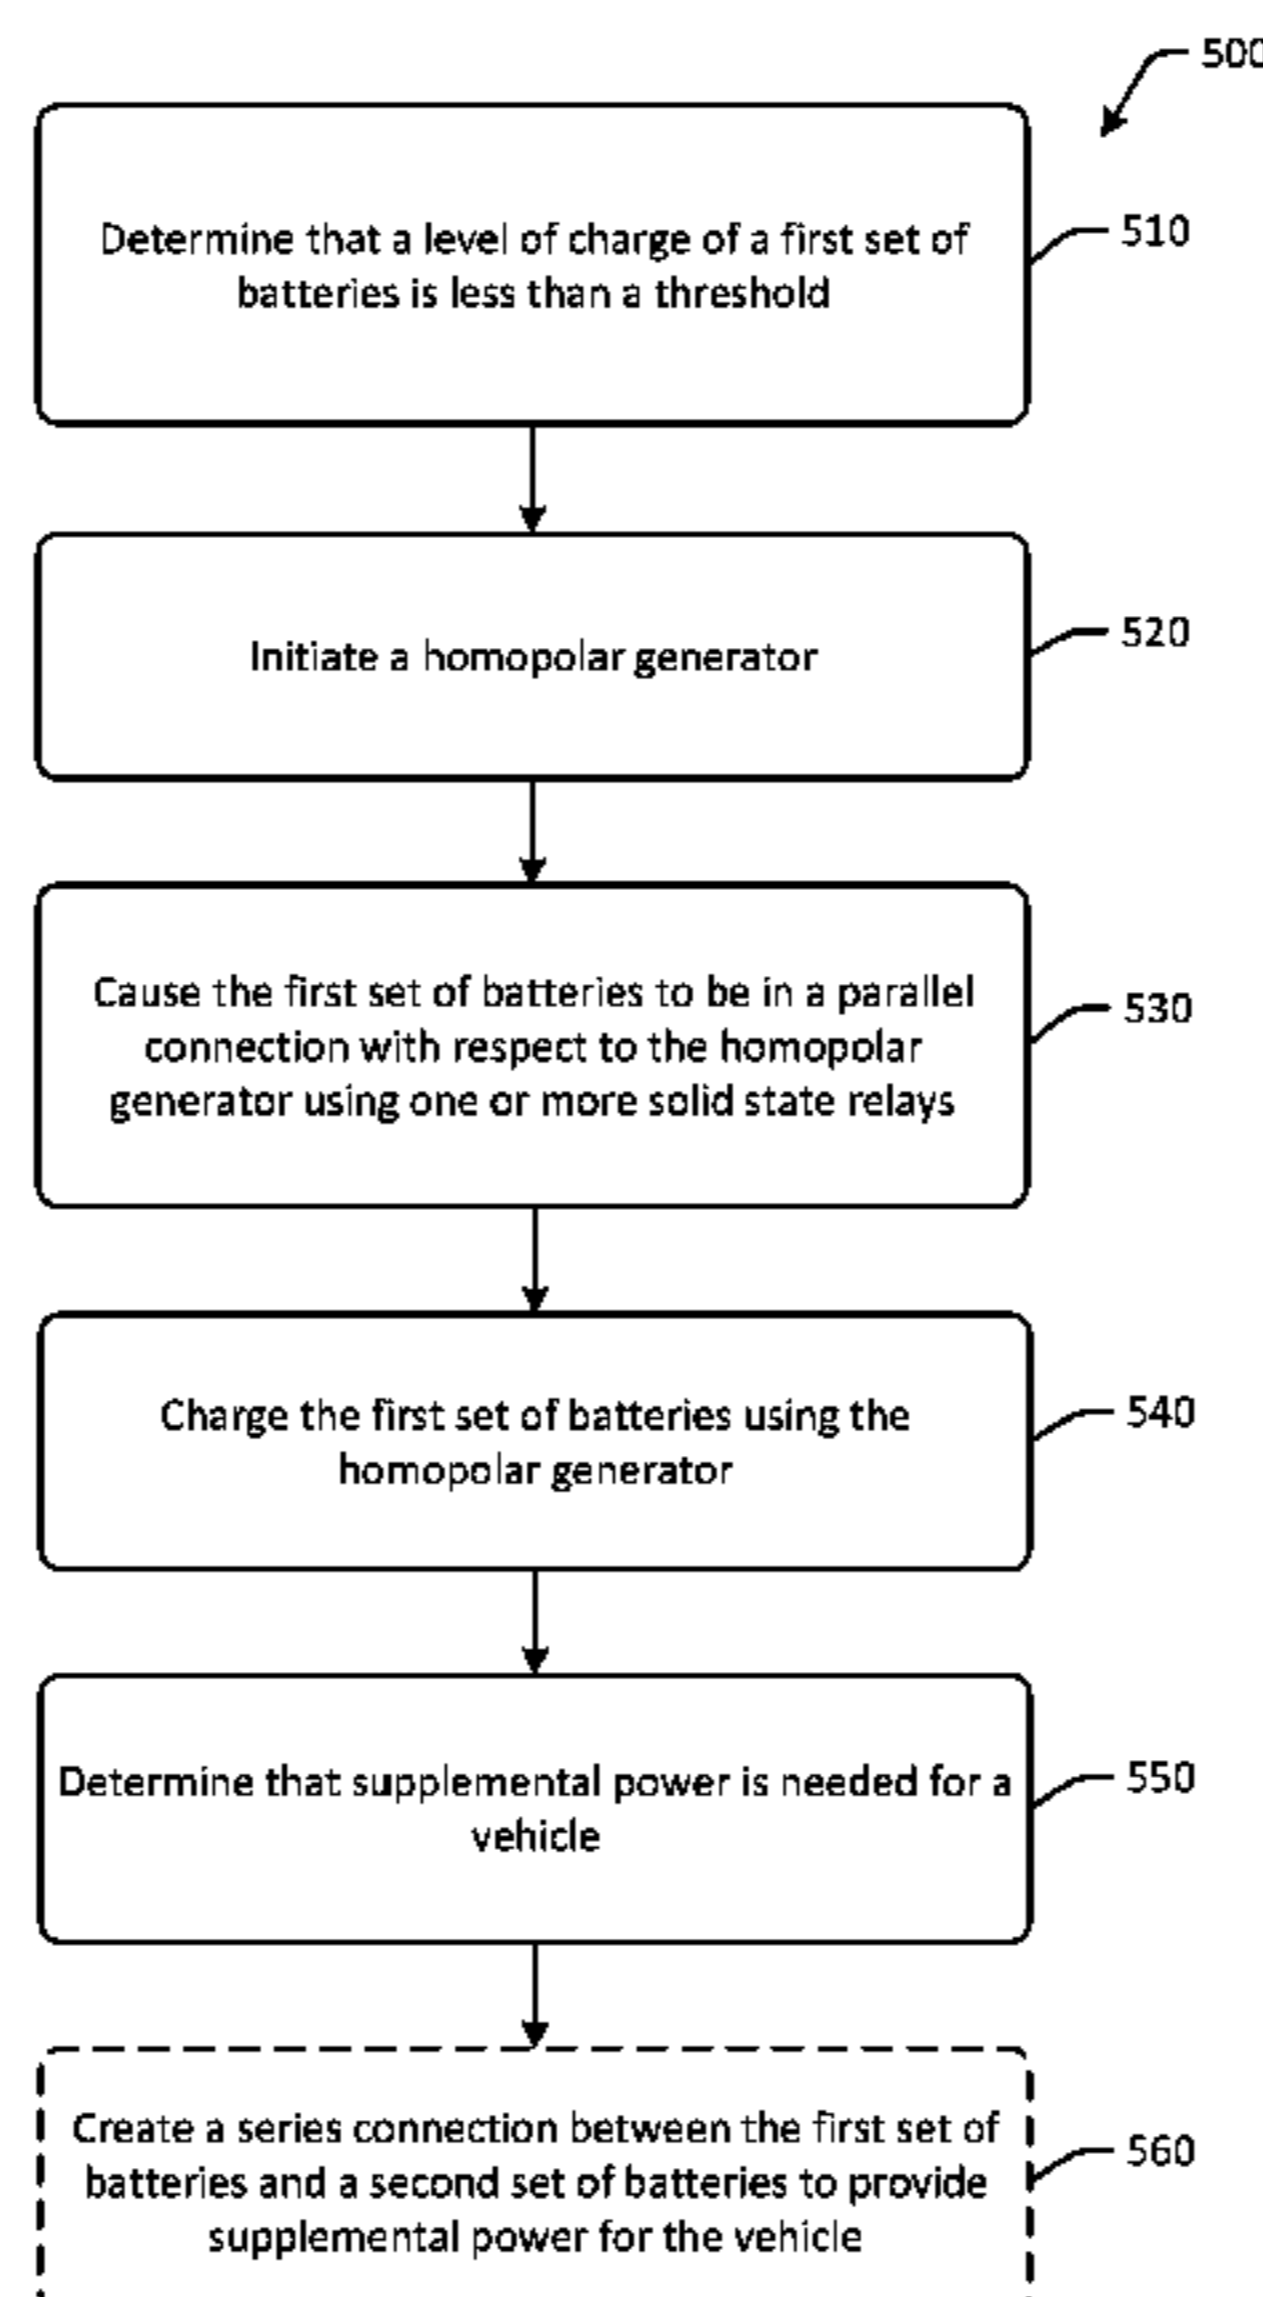 500
Determine that a level of charge of a first set of
batteries is less than a threshold
510
Initiate a homopolar generator
520
Cause the first set of batteries to be in a parallel
connection with respect to the homopolar
generator using one or more solid state relays
530
Charge the first set of batteries using the
homopolar generator
540
Determine that supplemental power is needed for a
vehicle
550
Create a series connection between the first set of
batteries and a second set of batteries to provide
supplemental power for the vehicle
560